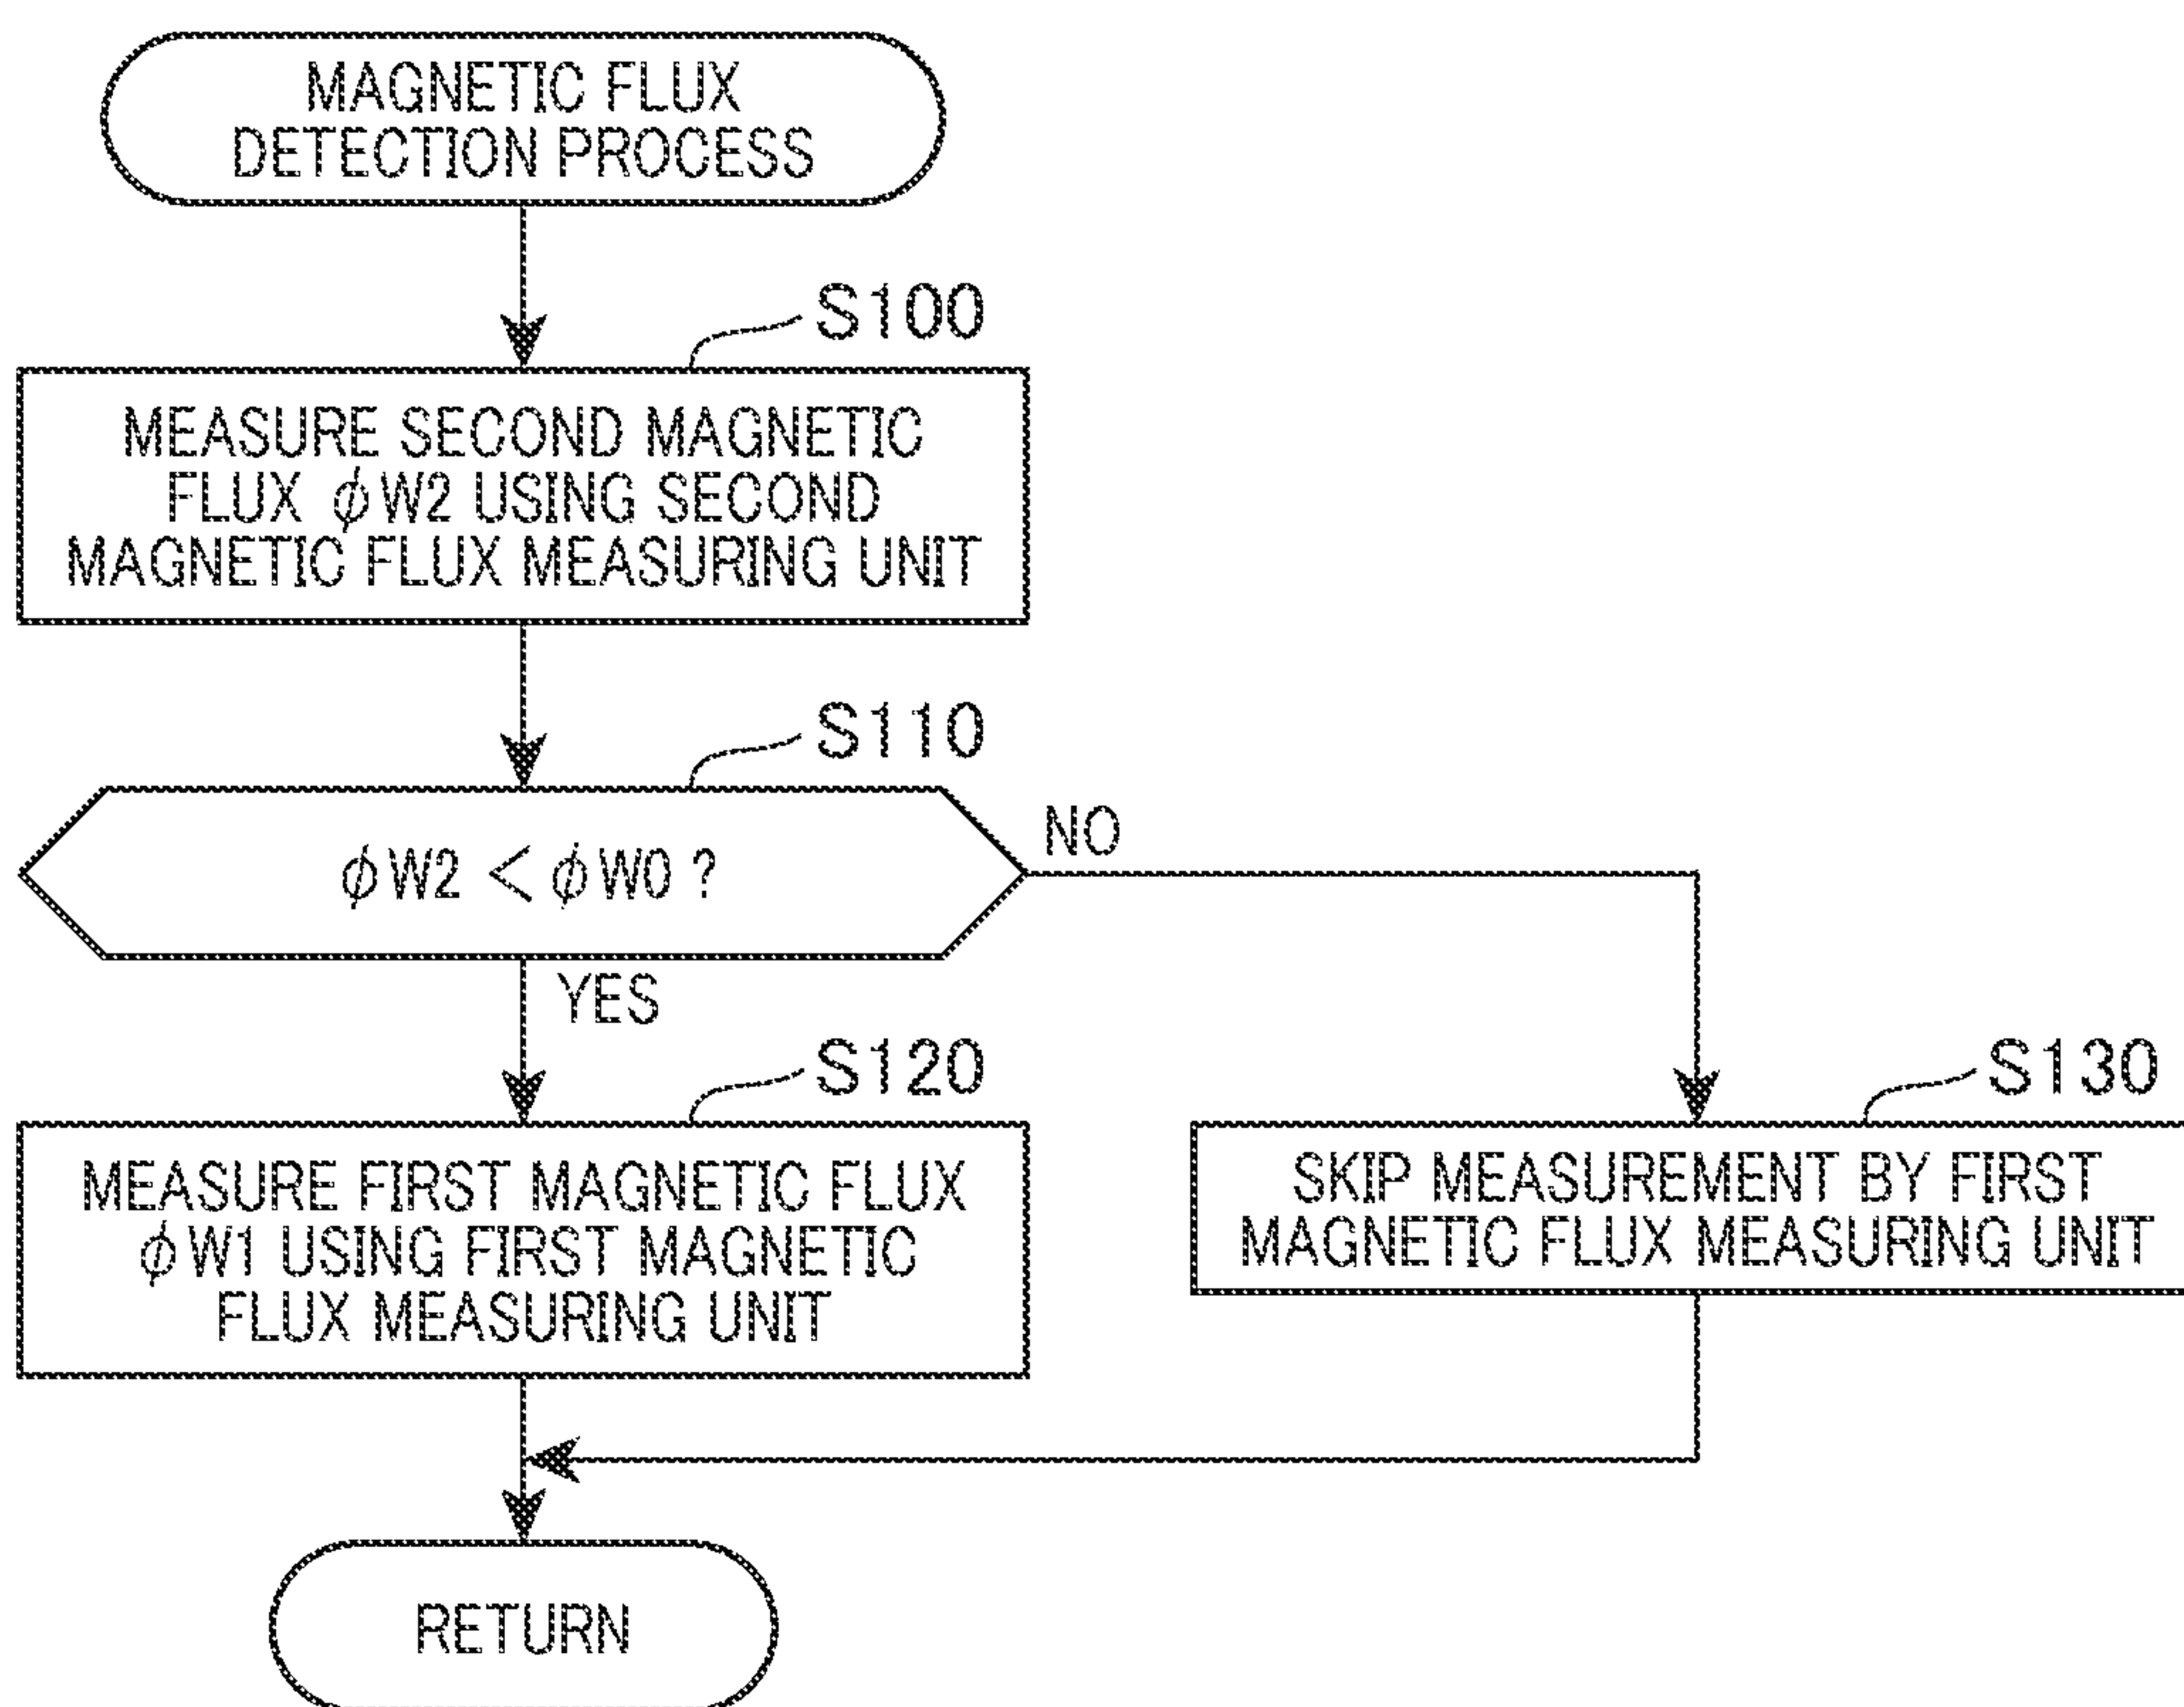 MAGNETIC FLUX
DETECTION PROCESS
S100
MEASURE SECOND MAGNETIC
FLUX ϕW2 USING SECOND
MAGNETIC FLUX MEASURING UNIT
S110
ϕW2 < ϕW0 ?
NO
YES
S120
MEASURE FIRST MAGNETIC FLUX
ϕW1 USING FIRST MAGNETIC
FLUX MEASURING UNIT
S130
SKIP MEASUREMENT BY FIRST
MAGNETIC FLUX MEASURING UNIT
RETURN